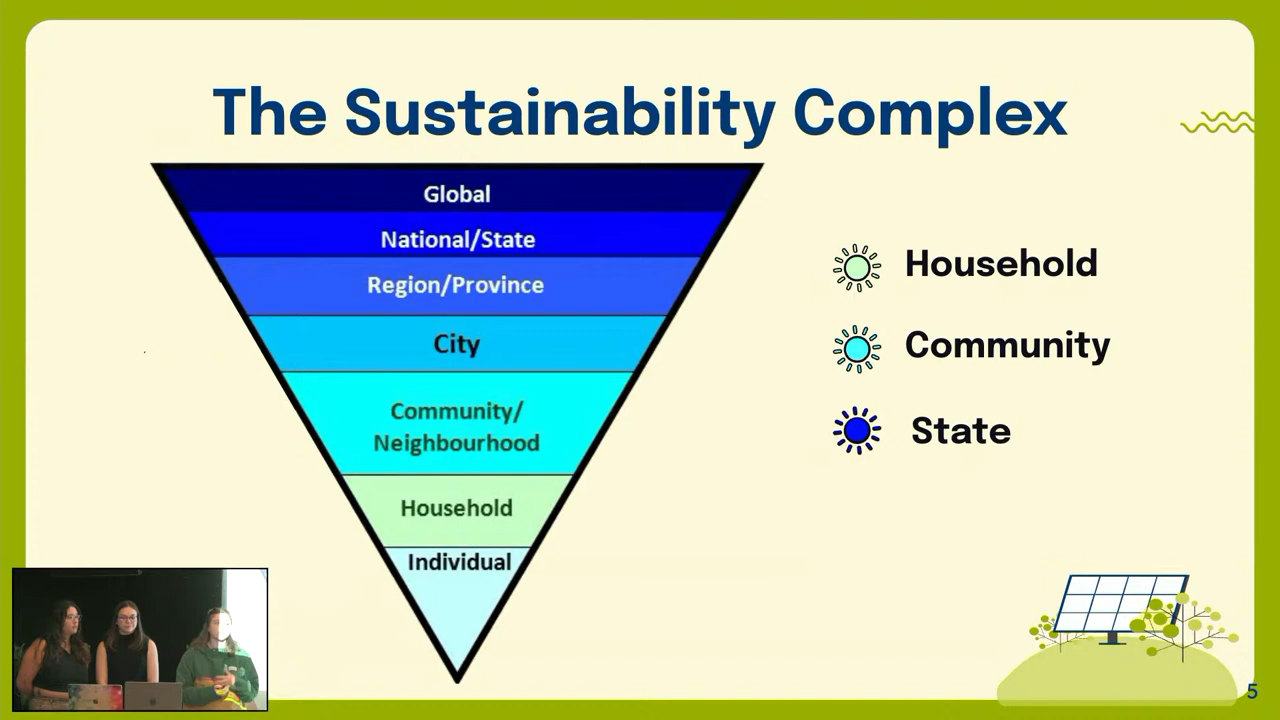 The Sustainability Complex
Global
National/State
Region/Province
City
Community/
Neighbourhood
Household
Individual
Household
Community
State
5